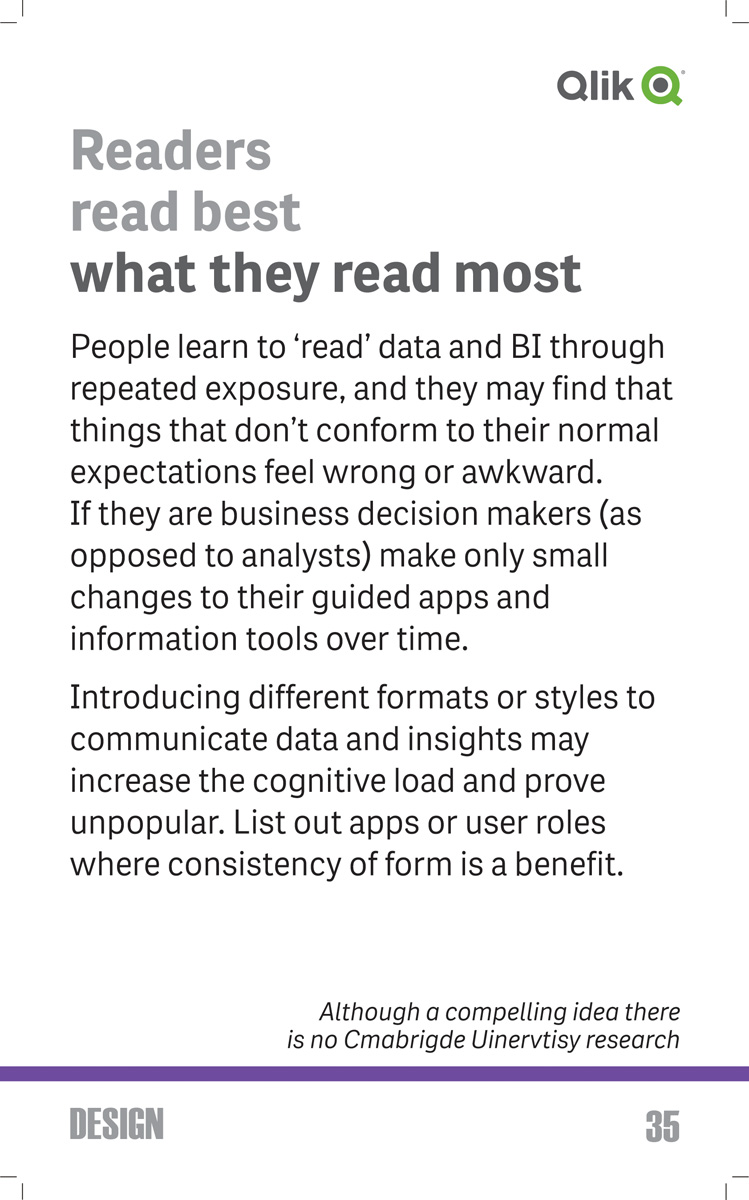 Qlik
Readers
read best
what they read most
People learn to ‘read’ data and BI through
repeated exposure, and they may find that
things that don’t conform to their normal
expectations feel wrong or awkward.
If they are business decision makers (as
opposed to analysts) make only small
changes to their guided apps and
information tools over time.
Introducing different formats or styles to
communicate data and insights may
increase the cognitive load and prove
unpopular. List out apps or user roles
where consistency of form is a benefit.
Although a compelling idea there
is no Cmabrigde Uinervtisy research
DESIGN
35